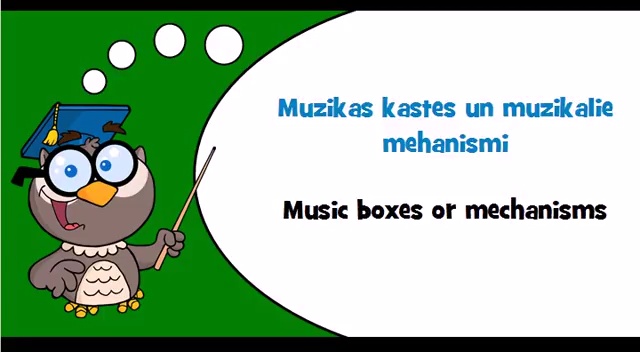 Muzikas kastes un muzikalie
mehanismi
Music boxes or mechanisms